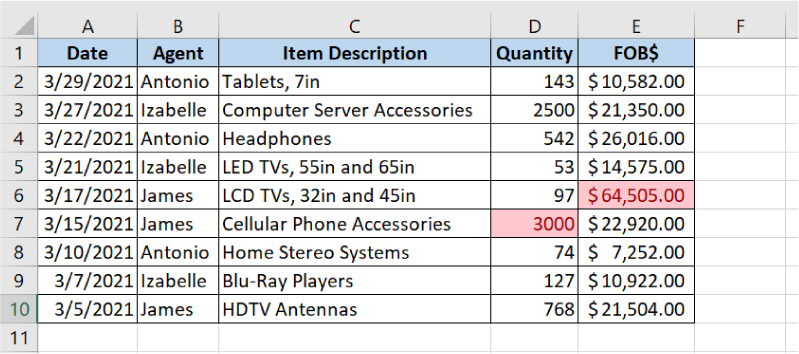 A B C D E F
1 Date Agent Item Description Quantity FOB$
2 3/29/2021 Antonio Tablets, 7in 143 $10,582.00
3 3/27/2021 Izabelle Computer Server Accessories 2500 $21,350.00
4 3/22/2021 Antonio Headphones 542 $26,016.00
5 3/21/2021 Izabelle LED TVs, 55in and 65in 53 $14,575.00
6 3/17/2021 James LCD TVs, 32in and 45in 97 $64,505.00
7 3/15/2021 James Cellular Phone Accessories 3000 $22,920.00
8 3/10/2021 Antonio Home Stereo Systems 74 $ 7,252.00
9 3/7/2021 Izabelle Blu-Ray Players 127 $10,922.00
10 3/5/2021 James HDTV Antennas 768 $21,504.00
11